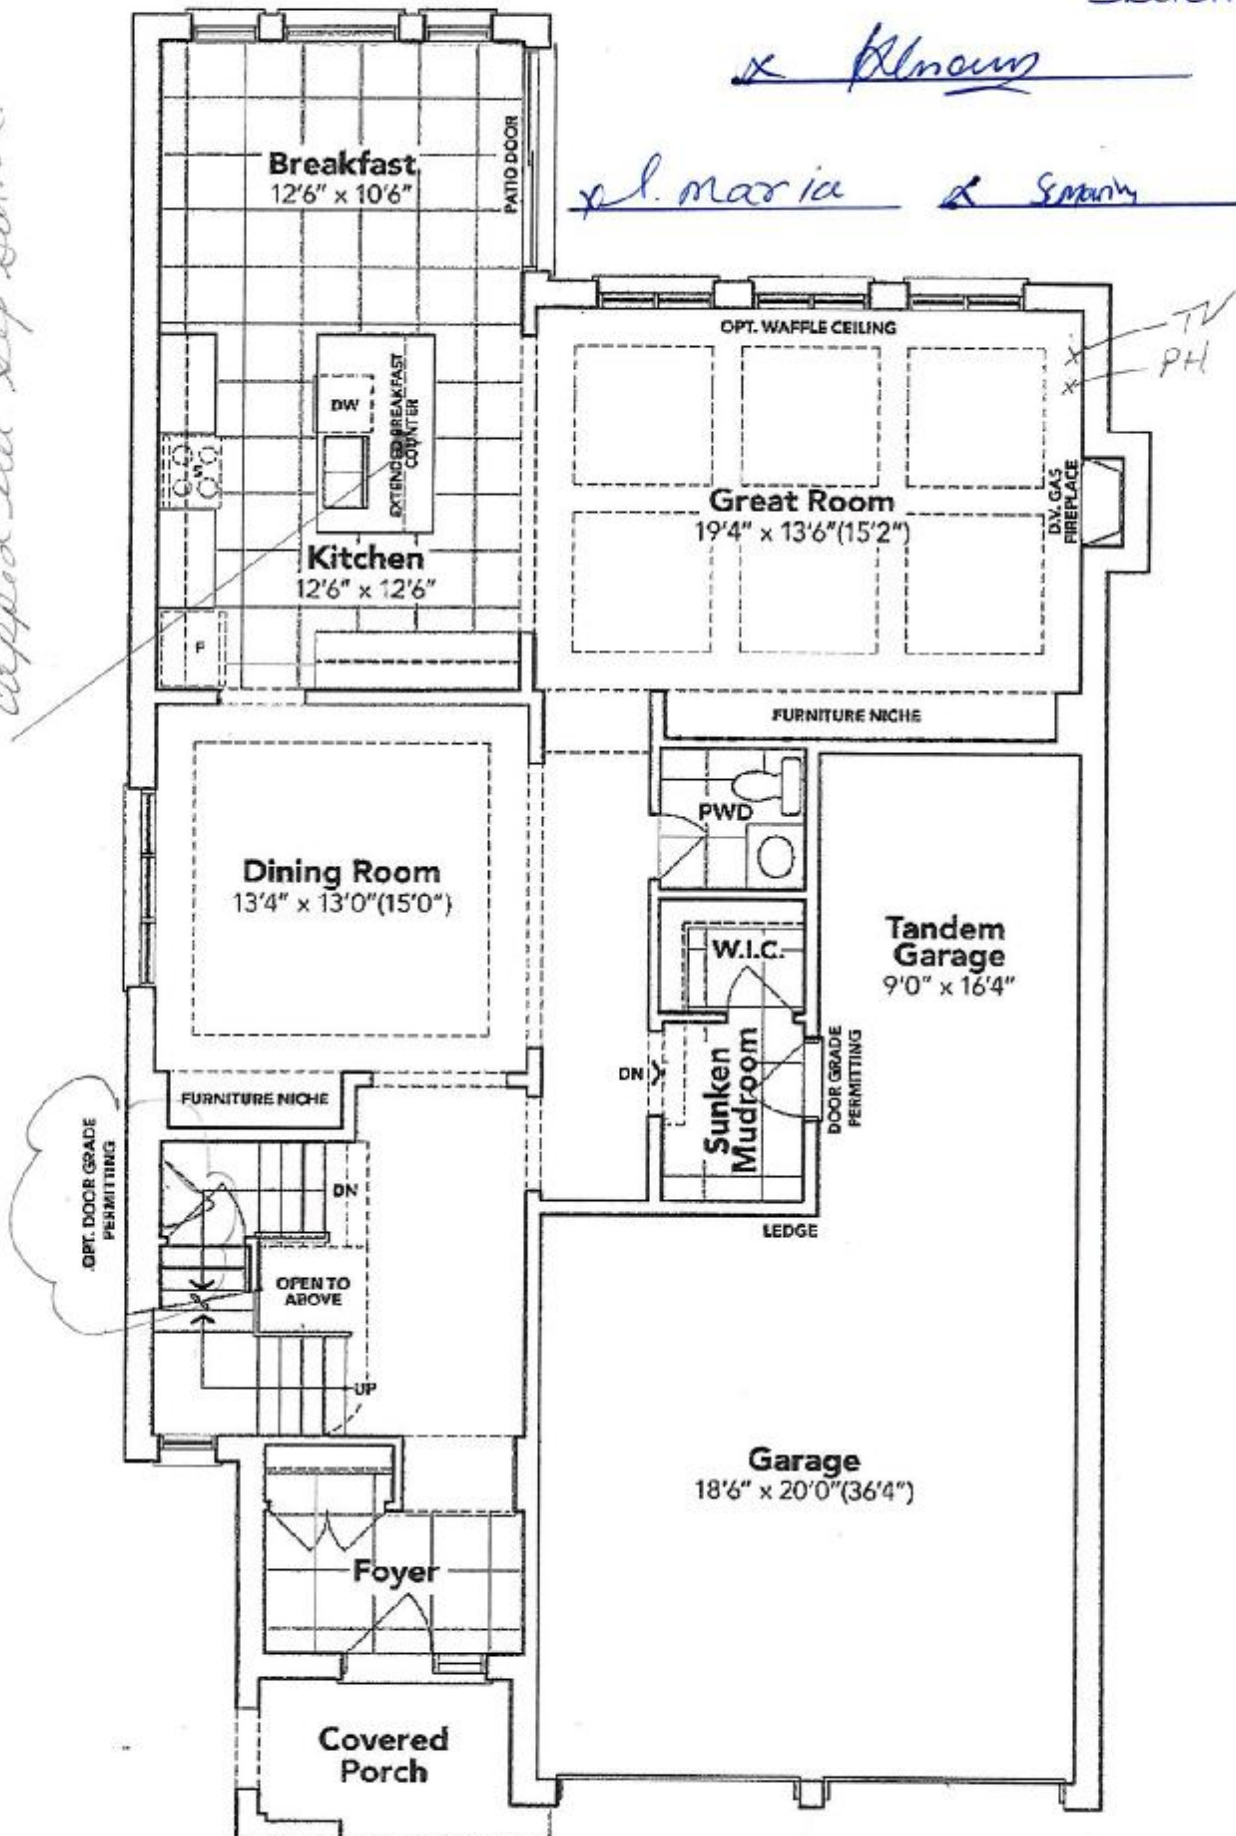 x
x S. maria
x
Breakfast
12'6" x 10'6"
PATIO DOOR
OPT. WAFFLE CEILING
TV
PH
DW
EXTENDED BREAKFAST
COUNTER
S
Great Room
19'4" x 13'6"(15'2")
D.V. GAS
FIREPLACE
Kitchen
12'6" x 12'6"
F
FURNITURE NICHE
PWD
Dining Room
13'4" x 13'0"(15'0")
W.I.C.
Tandem
Garage
9'0" x 16'4"
DN
Sunken
Mudroom
DOOR GRADE
PERMITTING
FURNITURE NICHE
OPT. DOOR GRADE
PERMITTING
DN
LEDGE
OPEN TO
ABOVE
UP
Garage
18'6" x 20'0"(36'4")
Foyer
Covered
Porch